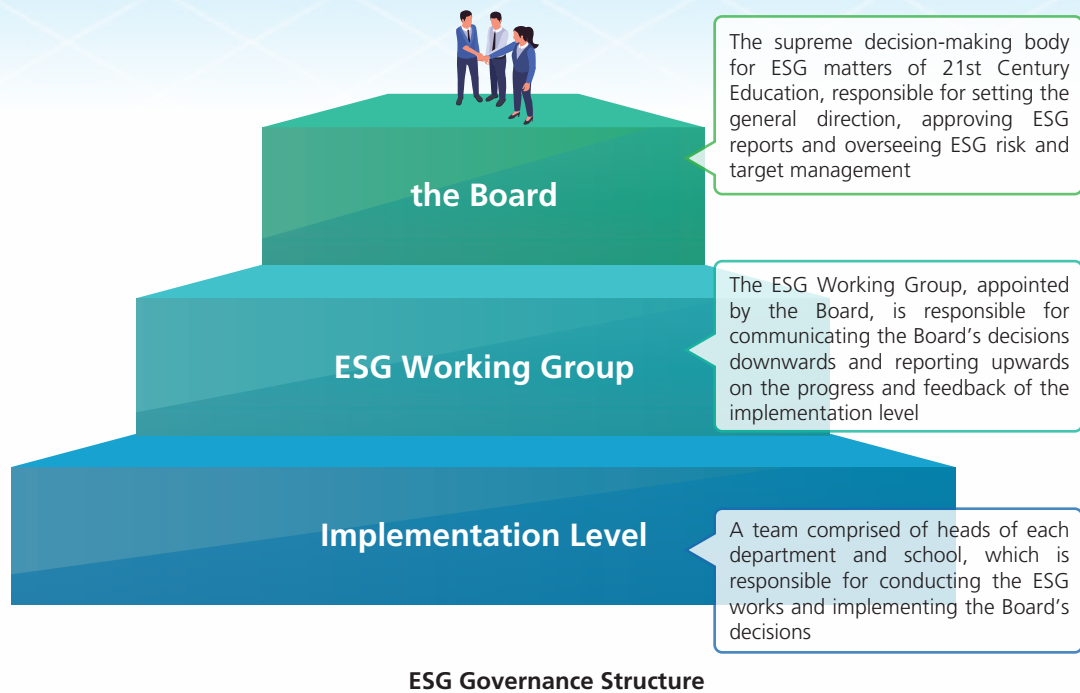 The supreme decision-making body
for ESG matters of 21st Century
Education, responsible for setting the
general direction, approving ESG
reports and overseeing ESG risk and
target management
the Board
The ESG Working Group, appointed
by the Board, is responsible for
communicating the Board’s decisions
downwards and reporting upwards
on the progress and feedback of the
implementation level
ESG Working Group
A team comprised of heads of each
department and school, which is
responsible for conducting the ESG
works and implementing the Board’s
decisions
Implementation Level
ESG Governance Structure